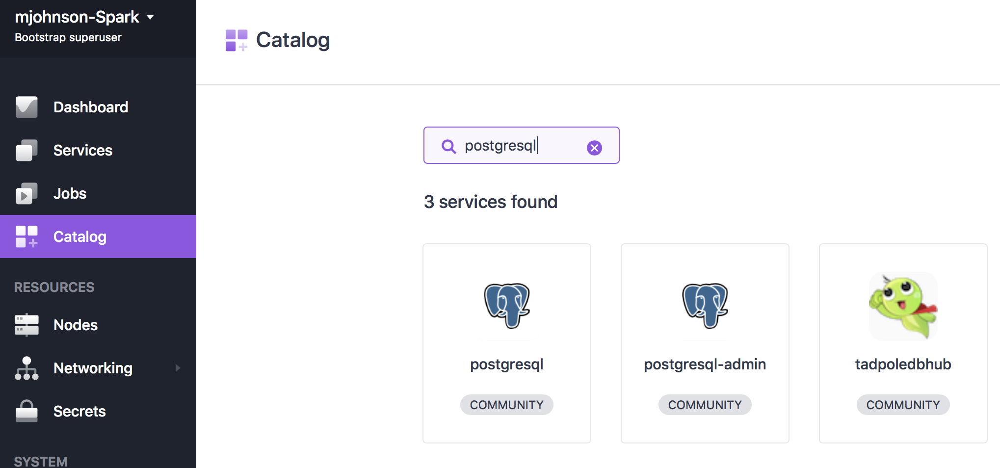 mjohnson-Spark
Bootstrap superuser
Dashboard
Services
Jobs
Catalog
RESOURCES
Nodes
Networking
Secrets
SYSTEM
Catalog
postgresql
3 services found
postgresql
COMMUNITY
postgresql-admin
COMMUNITY
tadpoledbhub
COMMUNITY